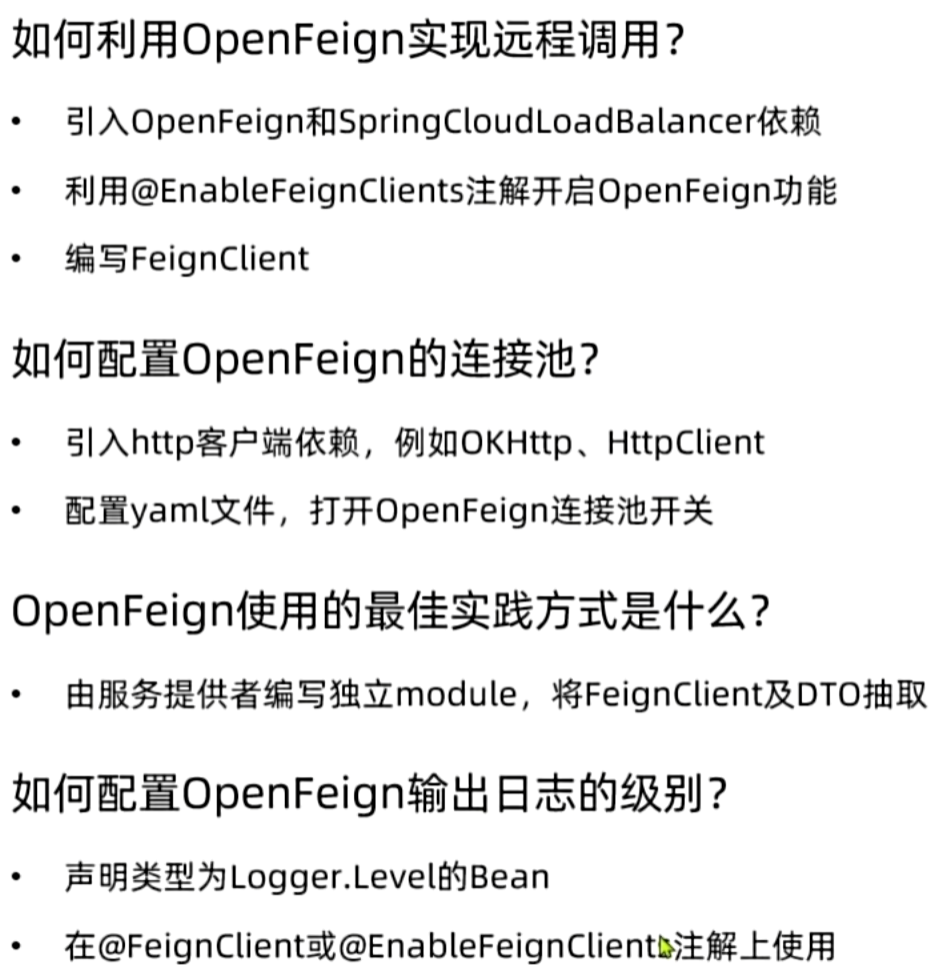 如何利用OpenFeign实现远程调用？
• 引入OpenFeign和SpringCloudLoadBalancer依赖
• 利用@EnableFeignClients注解开启OpenFeign功能
• 编写FeignClient
如何配置OpenFeign的连接池？
• 引入http客户端依赖，例如OKHttp、HttpClient
• 配置yaml文件，打开OpenFeign连接池开关
OpenFeign使用的最佳实践方式是什么？
• 由服务提供者编写独立module，将FeignClient及DTO抽取
如何配置OpenFeign输出日志的级别？
• 声明类型为Logger.Level的Bean
• 在@FeignClient或@EnableFeignClients注解上使用